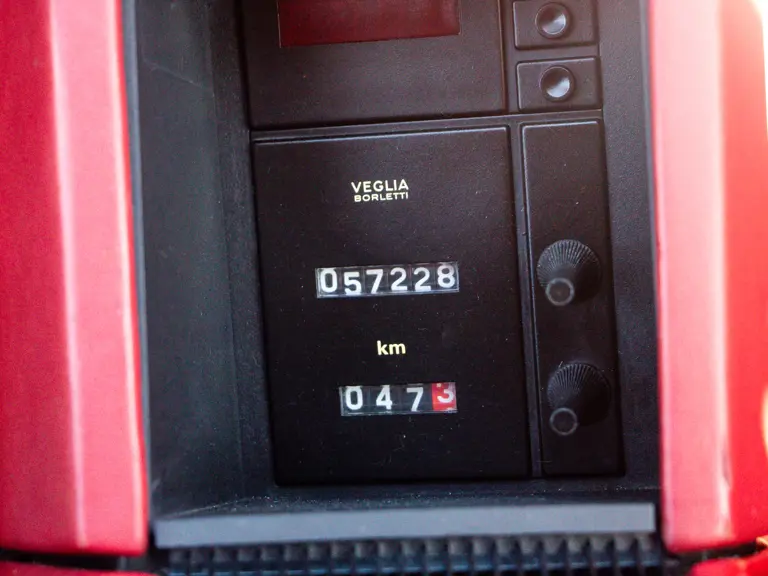 VEGLIA
BORLETTI
057228
km
0473